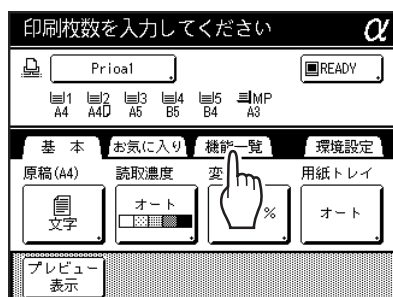 印刷枚数を入力してください α
Prioa1 READY
1 2 3 4 5 MP
A4 A4 A5 B5 B4 A3
基 本 お気に入り 機能一覧 環境設定
原稿(A4) 読取濃度 変 用紙トレイ
文字 オート % オート
プレビュー
表示